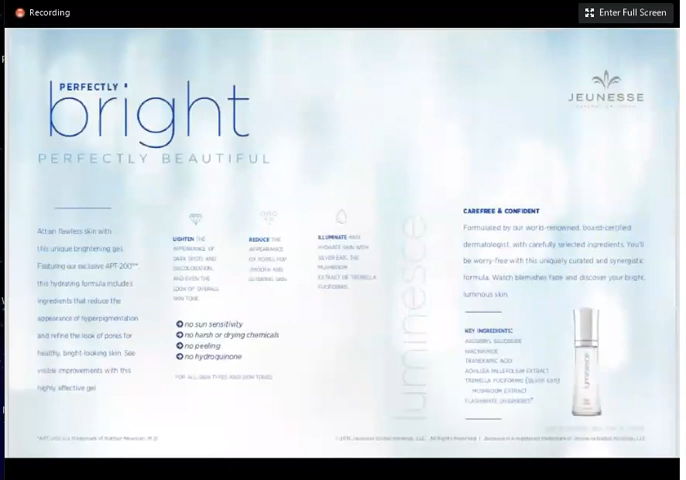 Recording
Enter Full Screen
PERFECTLY
bright
PERFECTLY BEAUTIFUL
JEUNESSE
Attain flawless skin with
this unique brightening gel.
Featuring our exclusive APT-200™,
this hydrating formula includes
ingredients that reduce the
appearance of hyperpigmentation
and refine the look of pores for
healthy, bright-looking skin. See
visible improvements with this
highly effective gel.
LIGHTEN THE
APPEARANCE OF
DARK SPOTS AND
DISCOLORATION,
AND EVEN THE
LOOK OF OVERALL
SKIN TONE
REDUCE THE
APPEARANCE
OF PORES FOR
SMOOTH AND
SKIN
ILLUMINATE AND
HYDRATE SKIN WITH
SILVER EAR, THE
MUSHROOM
EXTRACT OF TREMELLA
FUCIFORMIS
no sun sensitivity
no harsh or drying chemicals
no peeling
no hydroquinone
*FOR ALL SKIN TYPES AND SKIN TONES
luminesce
CAREFREE & CONFIDENT
Formulated by our world-renowned, board-certified
dermatologist, with carefully selected ingredients. You'll
be worry-free with this uniquely curated and synergistic
formula. Watch blemishes fade and discover your bright,
luminous skin.
KEY INGREDIENTS:
NIACINAMIDE
TRANEXAMIC ACID
ACHILLEA MILLEFOLIUM EXTRACT
TREMELLA FUCIFORMIS (SILVER EAR)
MUSHROOM EXTRACT
luminesce